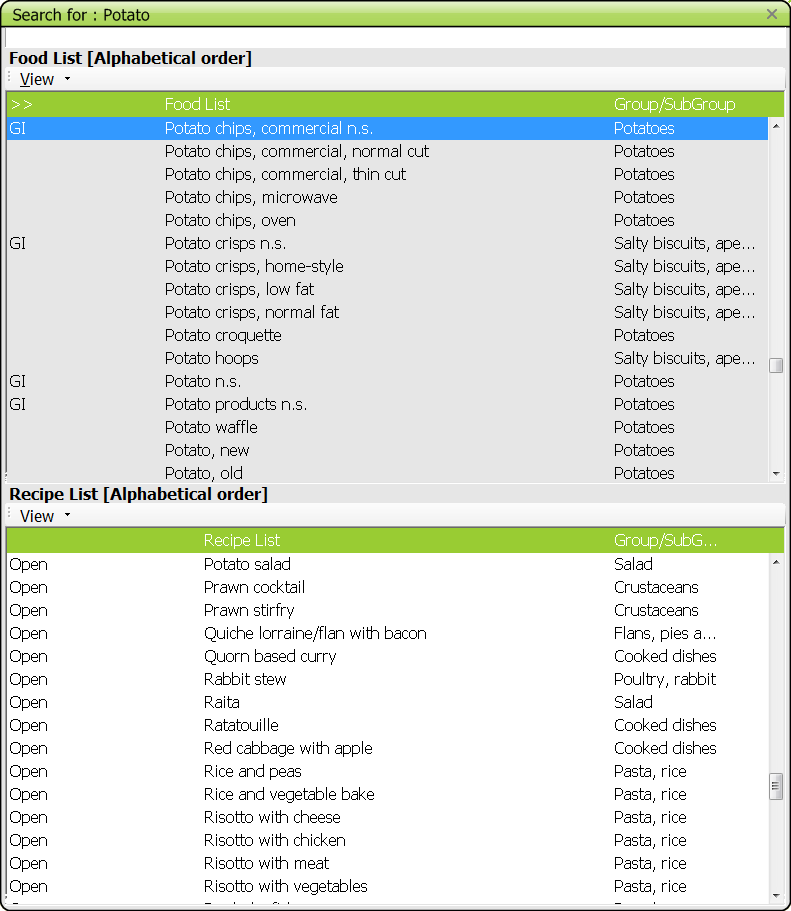 Search for : Potato
Food List [Alphabetical order]
View
>> Food List Group/SubGroup
GI Potato chips, commercial n.s. Potatoes
Potato chips, commercial, normal cut Potatoes
Potato chips, commercial, thin cut Potatoes
Potato chips, microwave Potatoes
Potato chips, oven Potatoes
GI Potato crisps n.s. Salty biscuits, ape...
Potato crisps, home-style Salty biscuits, ape...
Potato crisps, low fat Salty biscuits, ape...
Potato crisps, normal fat Salty biscuits, ape...
Potato croquette Potatoes
Potato hoops Salty biscuits, ape...
GI Potato n.s. Potatoes
GI Potato products n.s. Potatoes
Potato waffle Potatoes
Potato, new Potatoes
Potato, old Potatoes
Recipe List [Alphabetical order]
View
Recipe List Group/SubG...
Open Potato salad Salad
Open Prawn cocktail Crustaceans
Open Prawn stirfry Crustaceans
Open Quiche lorraine/flan with bacon Flans, pies a...
Open Quorn based curry Cooked dishes
Open Rabbit stew Poultry, rabbit
Open Raita Salad
Open Ratatouille Cooked dishes
Open Red cabbage with apple Cooked dishes
Open Rice and peas Pasta, rice
Open Rice and vegetable bake Pasta, rice
Open Risotto with cheese Pasta, rice
Open Risotto with chicken Pasta, rice
Open Risotto with meat Pasta, rice
Open Risotto with vegetables Pasta, rice